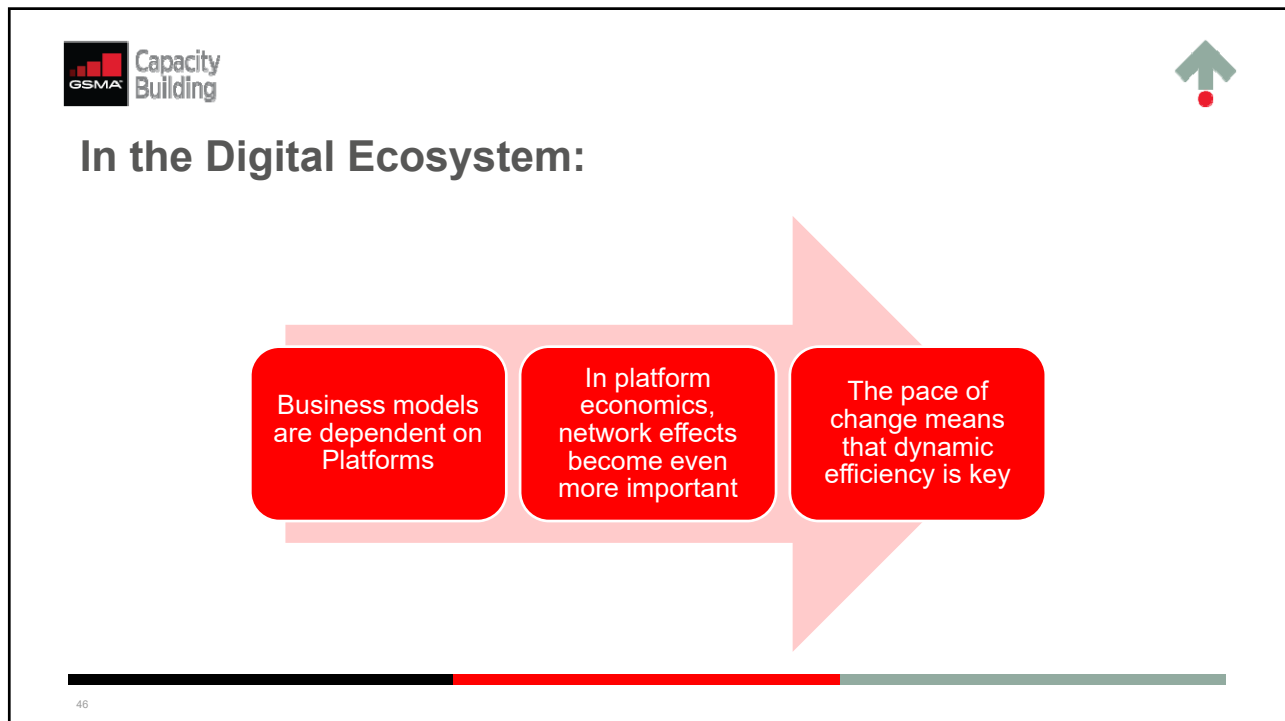 GSMA
Capacity
Building
In the Digital Ecosystem:
Business models
are dependent on
Platforms
In platform
economics,
network effects
become even
more important
The pace of
change means
that dynamic
efficiency is key
46